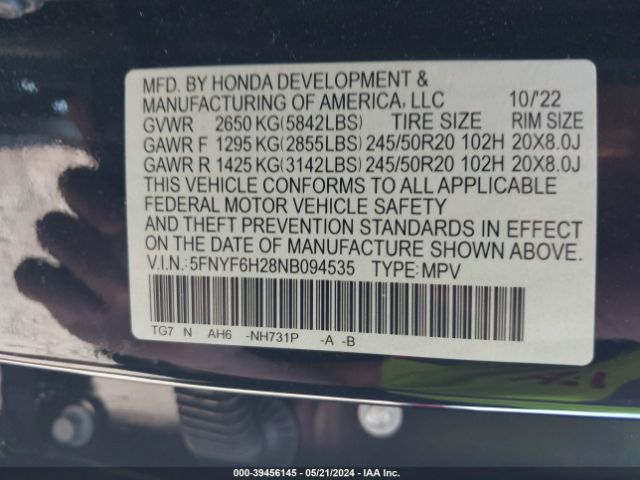 MFD. BY HONDA DEVELOPMENT &
MANUFACTURING OF AMERICA, LLC 10/'22
GVWR 2650 KG(5842LBS) TIRE SIZE RIM SIZE
GAWR F 1295 KG(2855LBS) 245/50R20 102H 20X8.0J
GAWR R 1425 KG(3142LBS) 245/50R20 102H 20X8.0J
THIS VEHICLE CONFORMS TO ALL APPLICABLE
FEDERAL MOTOR VEHICLE SAFETY
AND THEFT PREVENTION STANDARDS IN EFFECT
ON THE DATE OF MANUFACTURE SHOWN ABOVE.
V.I.N.: 5FNYF6H28NB094535 TYPE: MPV
TG7 N AH6 -NH731P -A -B
000-39456145 - 05/21/2024 - IAA Inc.